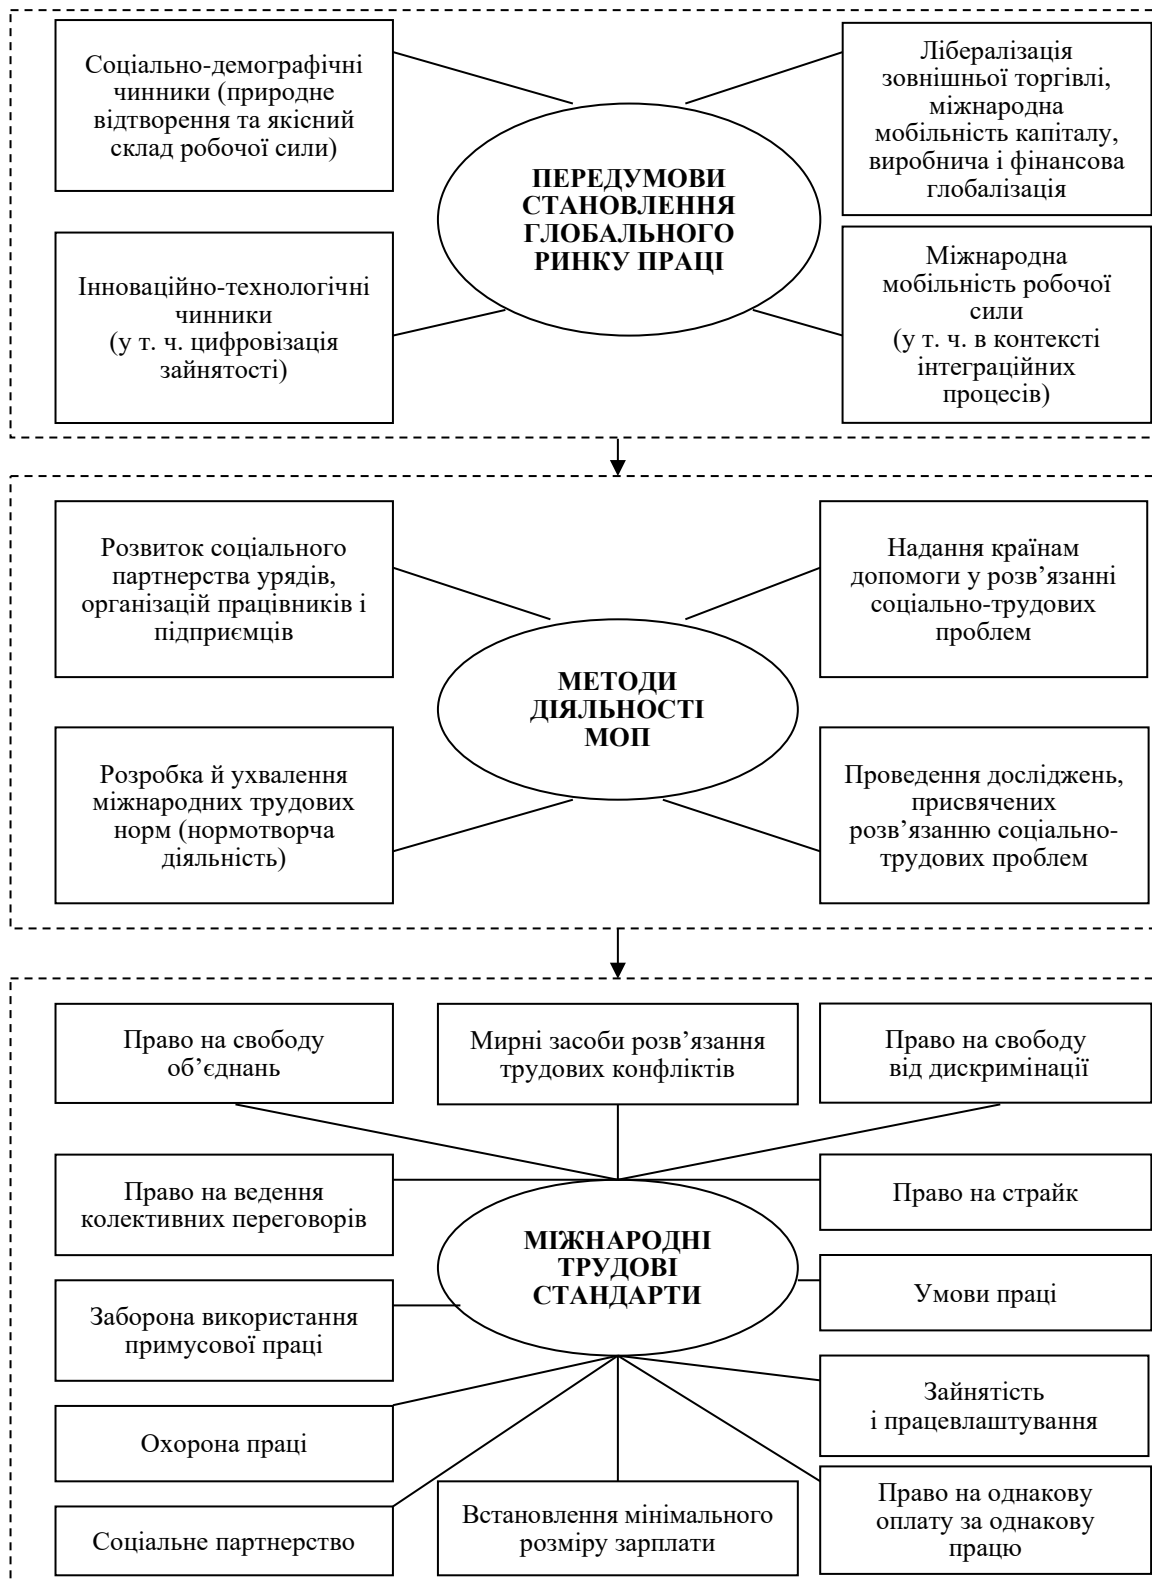 Соціально-демографічні
чинники (природне
відтворення та якісний
склад робочої сили)
Лібералізація
зовнішньої торгівлі,
міжнародна
мобільність капіталу,
виробнича і фінансова
глобалізація
ПЕРЕДУМОВИ
СТАНОВЛЕННЯ
ГЛОБАЛЬНОГО
РИНКУ ПРАЦІ
Інноваційно-технологічні
чинники
(у т. ч. цифровізація
зайнятості)
Міжнародна
мобільність робочої
сили
(у т. ч. в контексті
інтеграційних
процесів)
Розвиток соціального
партнерства урядів,
організацій працівників і
підприємців
Надання країнам
допомоги у розв’язанні
соціально-трудових
проблем
МЕТОДИ
ДІЯЛЬНОСТІ
МОП
Розробка й ухвалення
міжнародних трудових
норм (нормотворча
діяльність)
Проведення досліджень,
присвячених
розв’язанню соціально-
трудових проблем
Право на свободу
об’єднань
Мирні засоби розв’язання
трудових конфліктів
Право на свободу
від дискримінації
Право на ведення
колективних переговорів
Право на страйк
МІЖНАРОДНІ
ТРУДОВІ
СТАНДАРТИ
Заборона використання
примусової праці
Умови праці
Охорона праці
Зайнятість
і працевлаштування
Соціальне партнерство
Встановлення мінімального
розміру зарплати
Право на однакову
оплату за однакову
працю